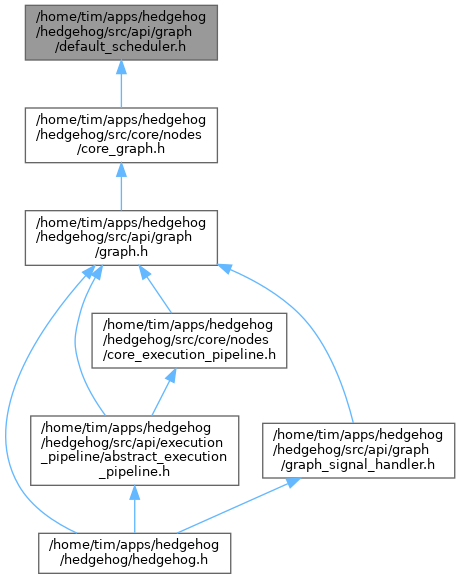 /home/tim/apps/hedgehog
/hedgehog/src/api/graph
/default_scheduler.h
/home/tim/apps/hedgehog
/hedgehog/src/core/nodes
/core_graph.h
/home/tim/apps/hedgehog
/hedgehog/src/api/graph
/graph.h
/home/tim/apps/hedgehog
/hedgehog/src/core/nodes
/core_execution_pipeline.h
/home/tim/apps/hedgehog
/hedgehog/src/api/execution
_pipeline/abstract_execution
_pipeline.h
/home/tim/apps/hedgehog
/hedgehog/src/api/graph
/graph_signal_handler.h
/home/tim/apps/hedgehog
/hedgehog/hedgehog.h